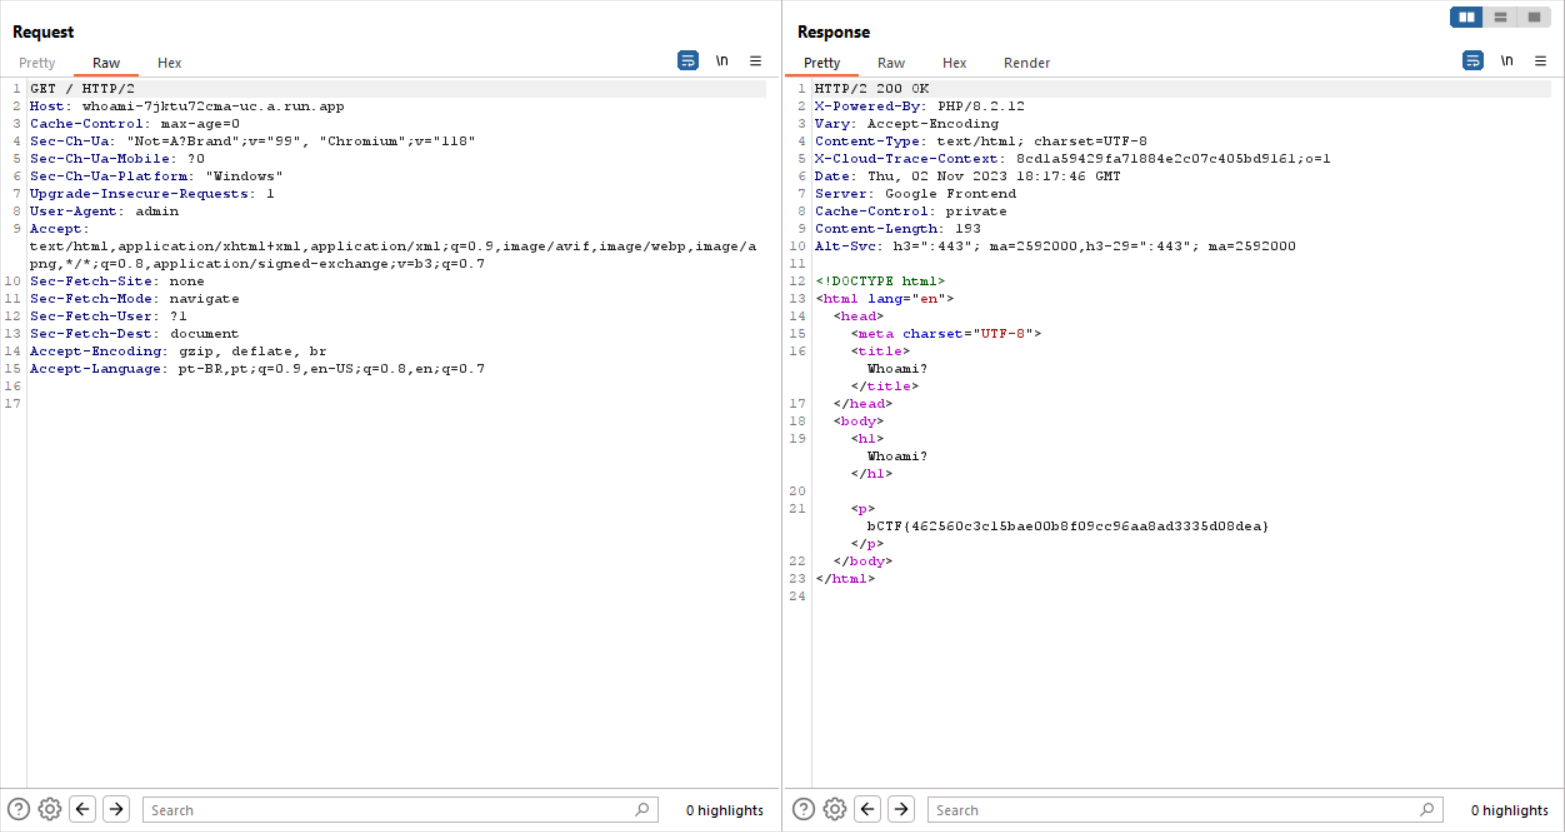 Request
Pretty Raw Hex \n
1 GET / HTTP/2
2 Host: whoami-7jktu72cma-uc.a.run.app
3 Cache-Control: max-age=0
4 Sec-Ch-Ua: "Not=A?Brand";v="99", "Chromium";v="118"
5 Sec-Ch-Ua-Mobile: ?0
6 Sec-Ch-Ua-Platform: "Windows"
7 Upgrade-Insecure-Requests: 1
8 User-Agent: admin
9 Accept:
text/html,application/xhtml+xml,application/xml;q=0.9,image/avif,image/webp,image/a
png,*/*;q=0.8,application/signed-exchange;v=b3;q=0.7
10 Sec-Fetch-Site: none
11 Sec-Fetch-Mode: navigate
12 Sec-Fetch-User: ?1
13 Sec-Fetch-Dest: document
14 Accept-Encoding: gzip, deflate, br
15 Accept-Language: pt-BR,pt;q=0.9,en-US;q=0.8,en;q=0.7
16
17
Search 0 highlights
Response
Pretty Raw Hex Render \n
1 HTTP/2 200 OK
2 X-Powered-By: PHP/8.2.12
3 Vary: Accept-Encoding
4 Content-Type: text/html; charset=UTF-8
5 X-Cloud-Trace-Context: 8cd1a59429fa71884e2c07c405bd9161;o=1
6 Date: Thu, 02 Nov 2023 18:17:46 GMT
7 Server: Google Frontend
8 Cache-Control: private
9 Content-Length: 193
10 Alt-Svc: h3=":443"; ma=2592000,h3-29=":443"; ma=2592000
11
12 <!DOCTYPE html>
13 <html lang="en">
14 <head>
15 <meta charset="UTF-8">
16 <title>
Whoami?
</title>
17 </head>
18 <body>
19 <h1>
Whoami?
</h1>
20
21 <p>
bCTF{462560c3c15bae00b8f09cc96aa8ad3335d08dea}
</p>
22 </body>
23 </html>
24
Search 0 highlights